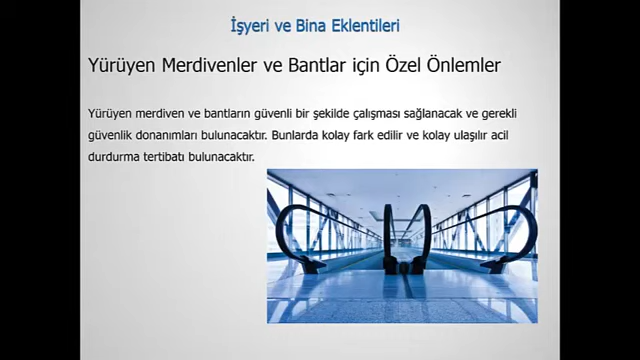 İşyeri ve Bina Eklentileri
Yürüyen Merdivenler ve Bantlar için Özel Önlemler
Yürüyen merdiven ve bantların güvenli bir şekilde çalışması sağlanacak ve gerekli
güvenlik donanımları bulunacaktır. Bunlarda kolay fark edilir ve kolay ulaşılır acil
durdurma tertibatı bulunacaktır.